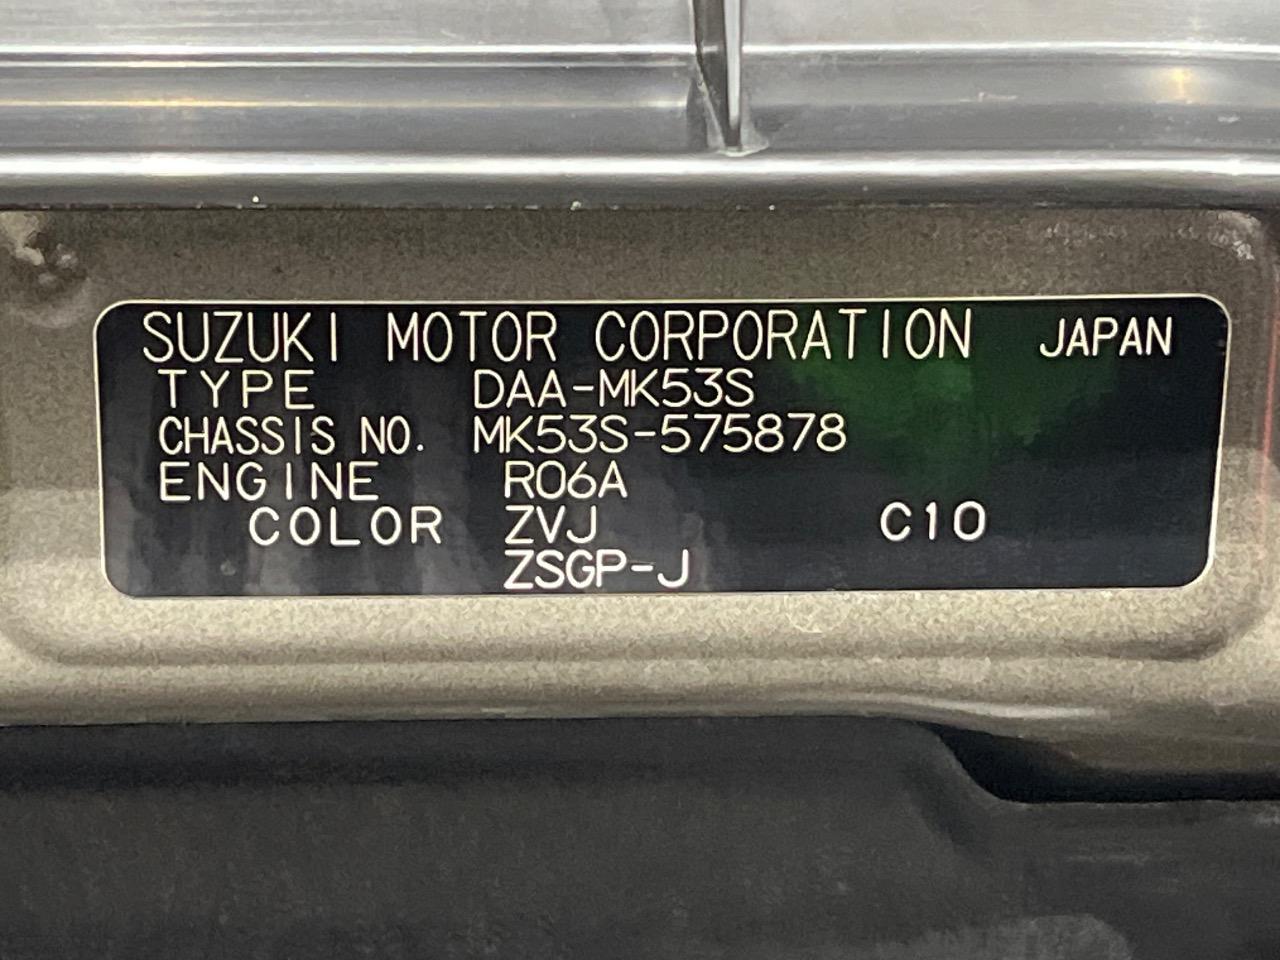 SUZUKI MOTOR CORPORATION JAPAN
TYPE DAA-MK53S
CHASSIS NO. MK53S-575878
ENGINE R06A
COLOR ZVJ C10
ZSGP-J